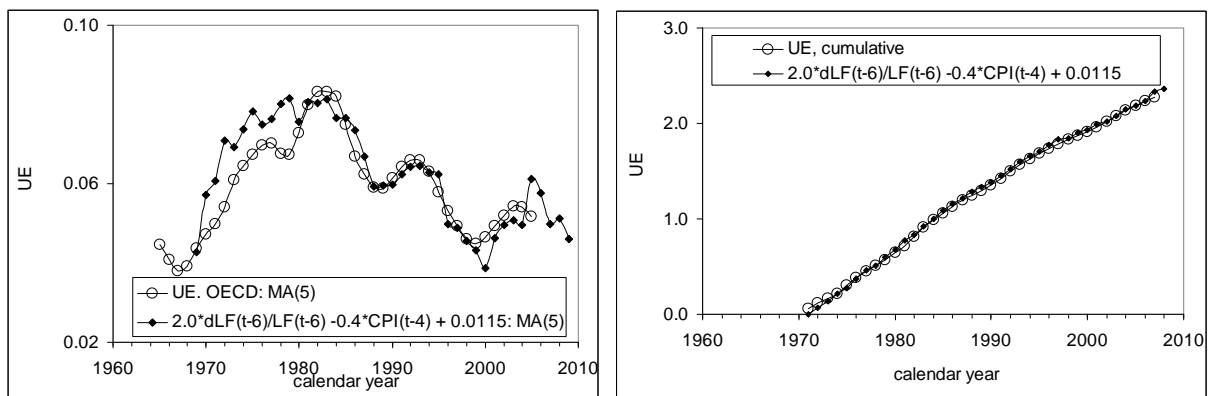 0.10
0.06
0.02
UE
UE. OECD: MA(5)
2.0*dLF(t-6)/LF(t-6) -0.4*CPI(t-4) + 0.0115: MA(5)
1960 1970 1980 1990 2000 2010
calendar year
3.0
2.0
1.0
0.0
UE
UE, cumulative
2.0*dLF(t-6)/LF(t-6) -0.4*CPI(t-4) + 0.0115
1960 1970 1980 1990 2000 2010
calendar year